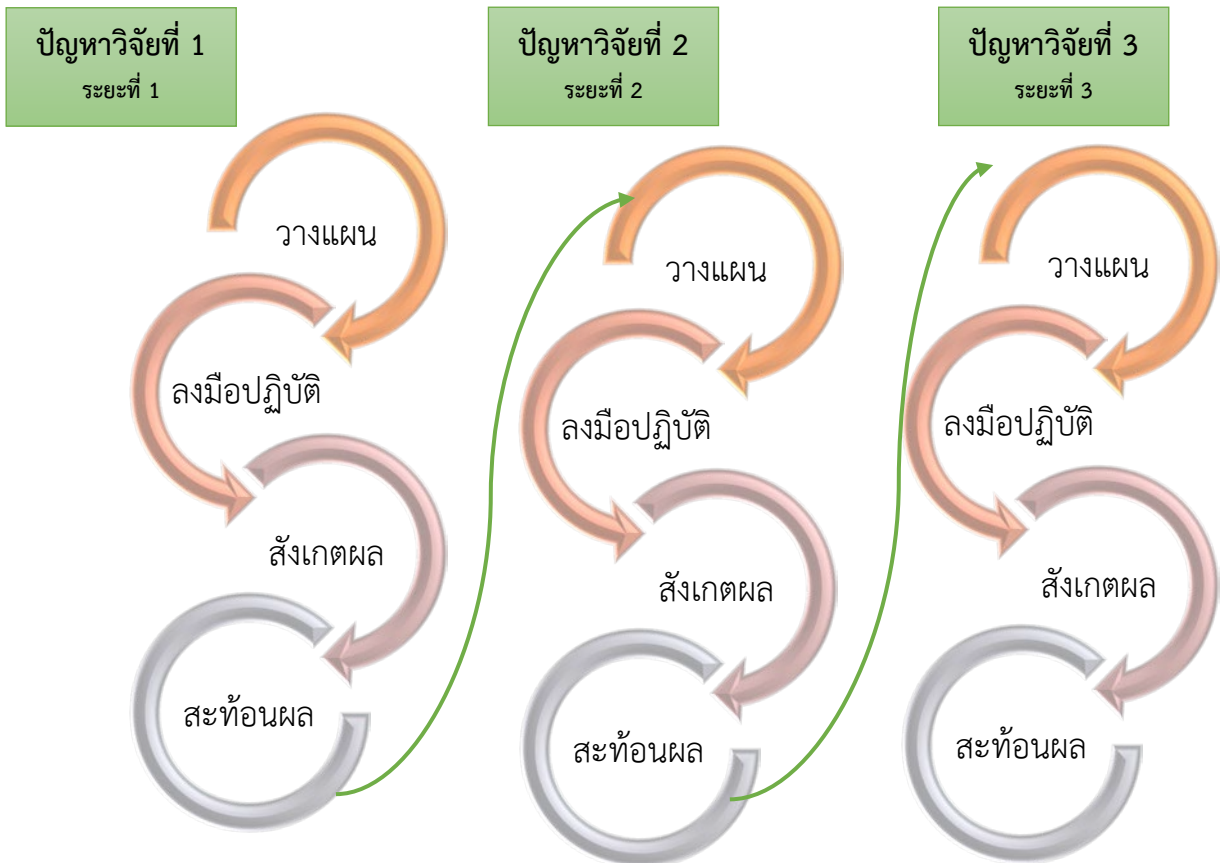 ปัญหาวิจัยที่ 1
ระยะที่ 1
วางแผน
ลงมือปฏิบัติ
สังเกตผล
สะท้อนผล
ปัญหาวิจัยที่ 2
ระยะที่ 2
วางแผน
ลงมือปฏิบัติ
สังเกตผล
สะท้อนผล
ปัญหาวิจัยที่ 3
ระยะที่ 3
วางแผน
ลงมือปฏิบัติ
สังเกตผล
สะท้อนผล